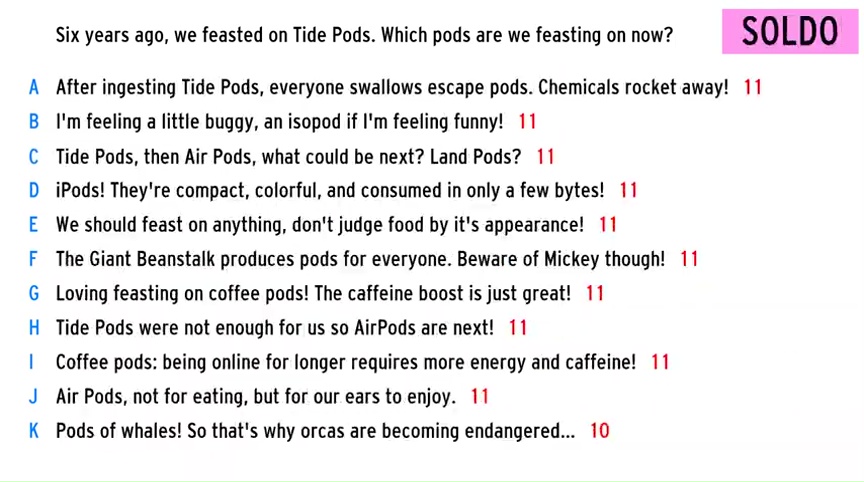 Six years ago, we feasted on Tide Pods. Which pods are we feasting on now?
SOLDO
A After ingesting Tide Pods, everyone swallows escape pods. Chemicals rocket away! 11
B I'm feeling a little buggy, an isopod if I'm feeling funny! 11
C Tide Pods, then Air Pods, what could be next? Land Pods? 11
D iPods! They're compact, colorful, and consumed in only a few bytes! 11
E We should feast on anything, don't judge food by it's appearance! 11
F The Giant Beanstalk produces pods for everyone. Beware of Mickey though! 11
G Loving feasting on coffee pods! The caffeine boost is just great! 11
H Tide Pods were not enough for us so AirPods are next! 11
I Coffee pods: being online for longer requires more energy and caffeine! 11
J Air Pods, not for eating, but for our ears to enjoy. 11
K Pods of whales! So that's why orcas are becoming endangered... 10